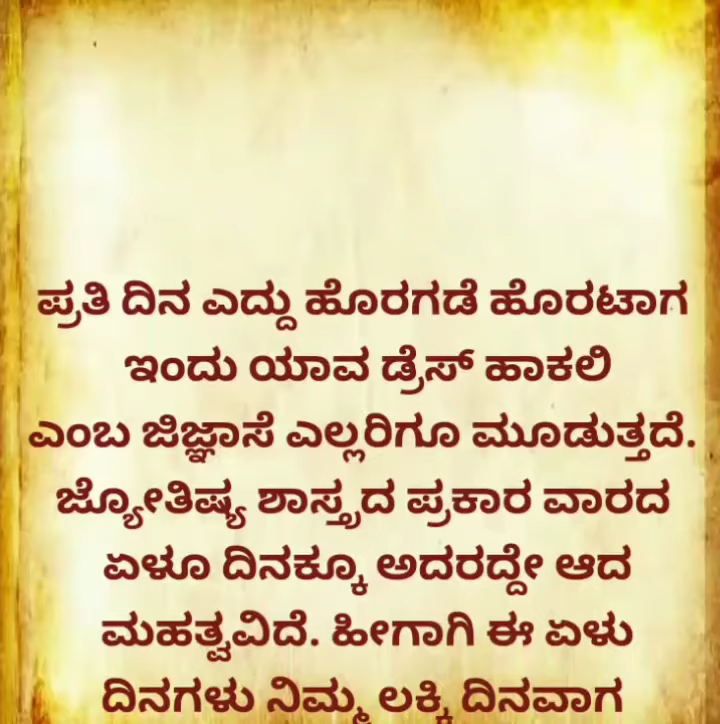 ಪ್ರತಿ ದಿನ ಎದ್ದು ಹೊರಗಡೆ ಹೊರಟಾಗ
ಇಂದು ಯಾವ ಡ್ರೆಸ್ ಹಾಕಲಿ
ಎಂಬ ಜಿಜ್ಞಾಸೆ ಎಲ್ಲರಿಗೂ ಮೂಡುತ್ತದೆ.
ಜ್ಯೋತಿಷ್ಯ ಶಾಸ್ತ್ರದ ಪ್ರಕಾರ ವಾರದ
ಏಳೂ ದಿನಕ್ಕೂ ಅದರದ್ದೇ ಆದ
ಮಹತ್ವವಿದೆ. ಹೀಗಾಗಿ ಈ ಏಳು
ದಿನಗಳು ನಿಮ್ಮ ಲಕ್ಕಿ ದಿನವಾಗ